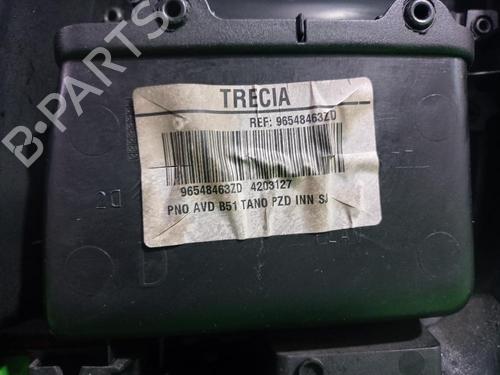 B-PARTS
TRECIA
REF: 96548463ZD
96548463ZD 4203127
PNO AVD B51 TANO PZD INN SJ